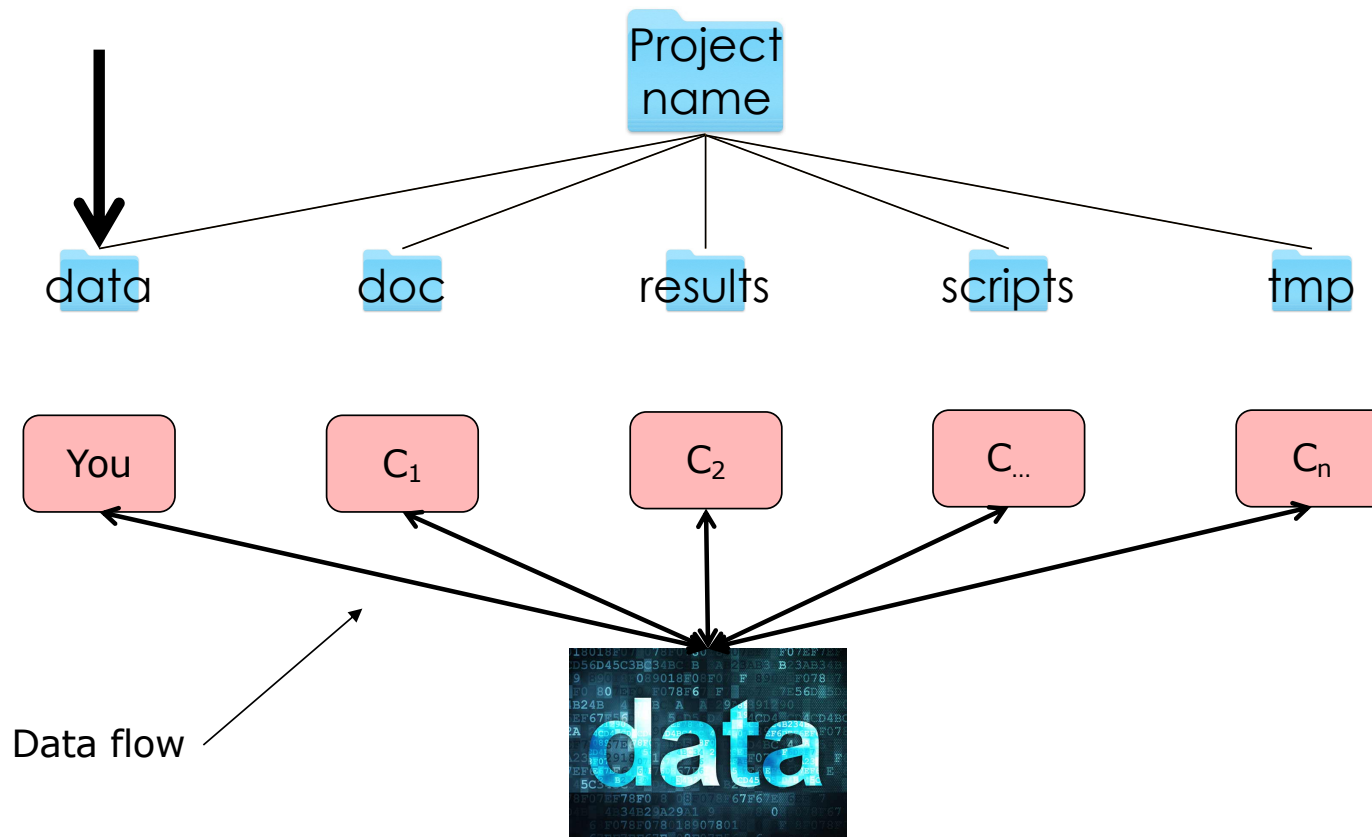 Project
name
data
doc
results
scripts
tmp
You
C1
C2
C...
Cn
Data flow
data